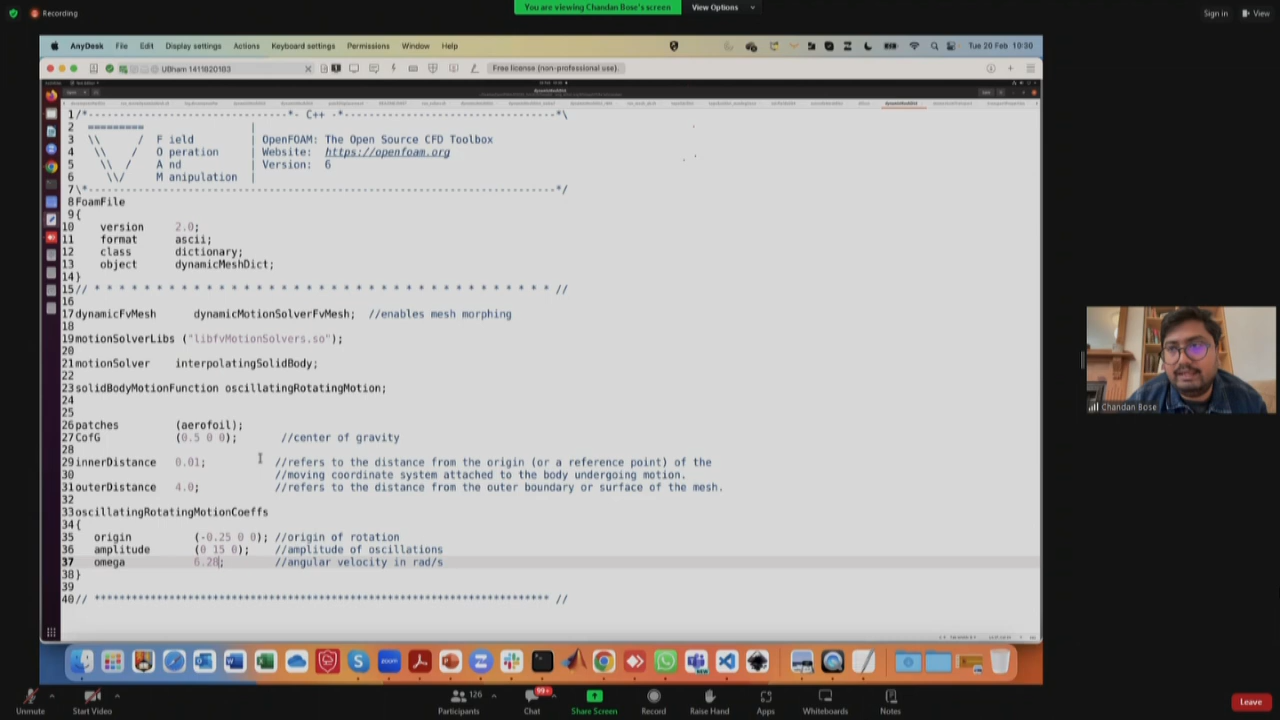 Recording
You are viewing Chandan Bose's screen
View Options
Sign in
View
AnyDesk File Edit Display settings Actions Keyboard settings Permissions Window Help
Tue 20 Feb 10:30
UBham 1411820183
Free license (non-professional use).
1/*--------------------------------*- C++ -*----------------------------------*\
2 =========                 |
3 \\      /  F ield         | OpenFOAM: The Open Source CFD Toolbox
4  \\    /   O peration     | Website:  https://openfoam.org
5   \\  /    A nd           | Version:  6
6    \\/     M anipulation  |
7\*---------------------------------------------------------------------------*/
8FoamFile
9{
10    version     2.0;
11    format      ascii;
12    class       dictionary;
13    object      dynamicMeshDict;
14}
15// * * * * * * * * * * * * * * * * * * * * * * * * * * * * * * * * * * * * * //
16
17dynamicFvMesh      dynamicMotionSolverFvMesh;  //enables mesh morphing
18
19motionSolverLibs ("libfvMotionSolvers.so");
20
21motionSolver    interpolatingSolidBody;
22
23solidBodyMotionFunction oscillatingRotatingMotion;
24
25
26patches         (aerofoil);
27CofG            (0.5 0 0);       //center of gravity
28
29innerDistance   0.01;           //refers to the distance from the origin (or a reference point) of the
30                                //moving coordinate system attached to the body undergoing motion.
31outerDistance   4.0;            //refers to the distance from the outer boundary or surface of the mesh.
32
33oscillatingRotatingMotionCoeffs
34{
35   origin          (-0.25 0 0); //origin of rotation
36   amplitude       (0 15 0);    //amplitude of oscillations
37   omega           6.28;        //angular velocity in rad/s
38}
39
40// ************************************************************************* //
Chandan Bose
Unmute
Start Video
Participants 126
Chat 99+
Share Screen
Record
Raise Hand
Apps
Whiteboards
Notes
Leave